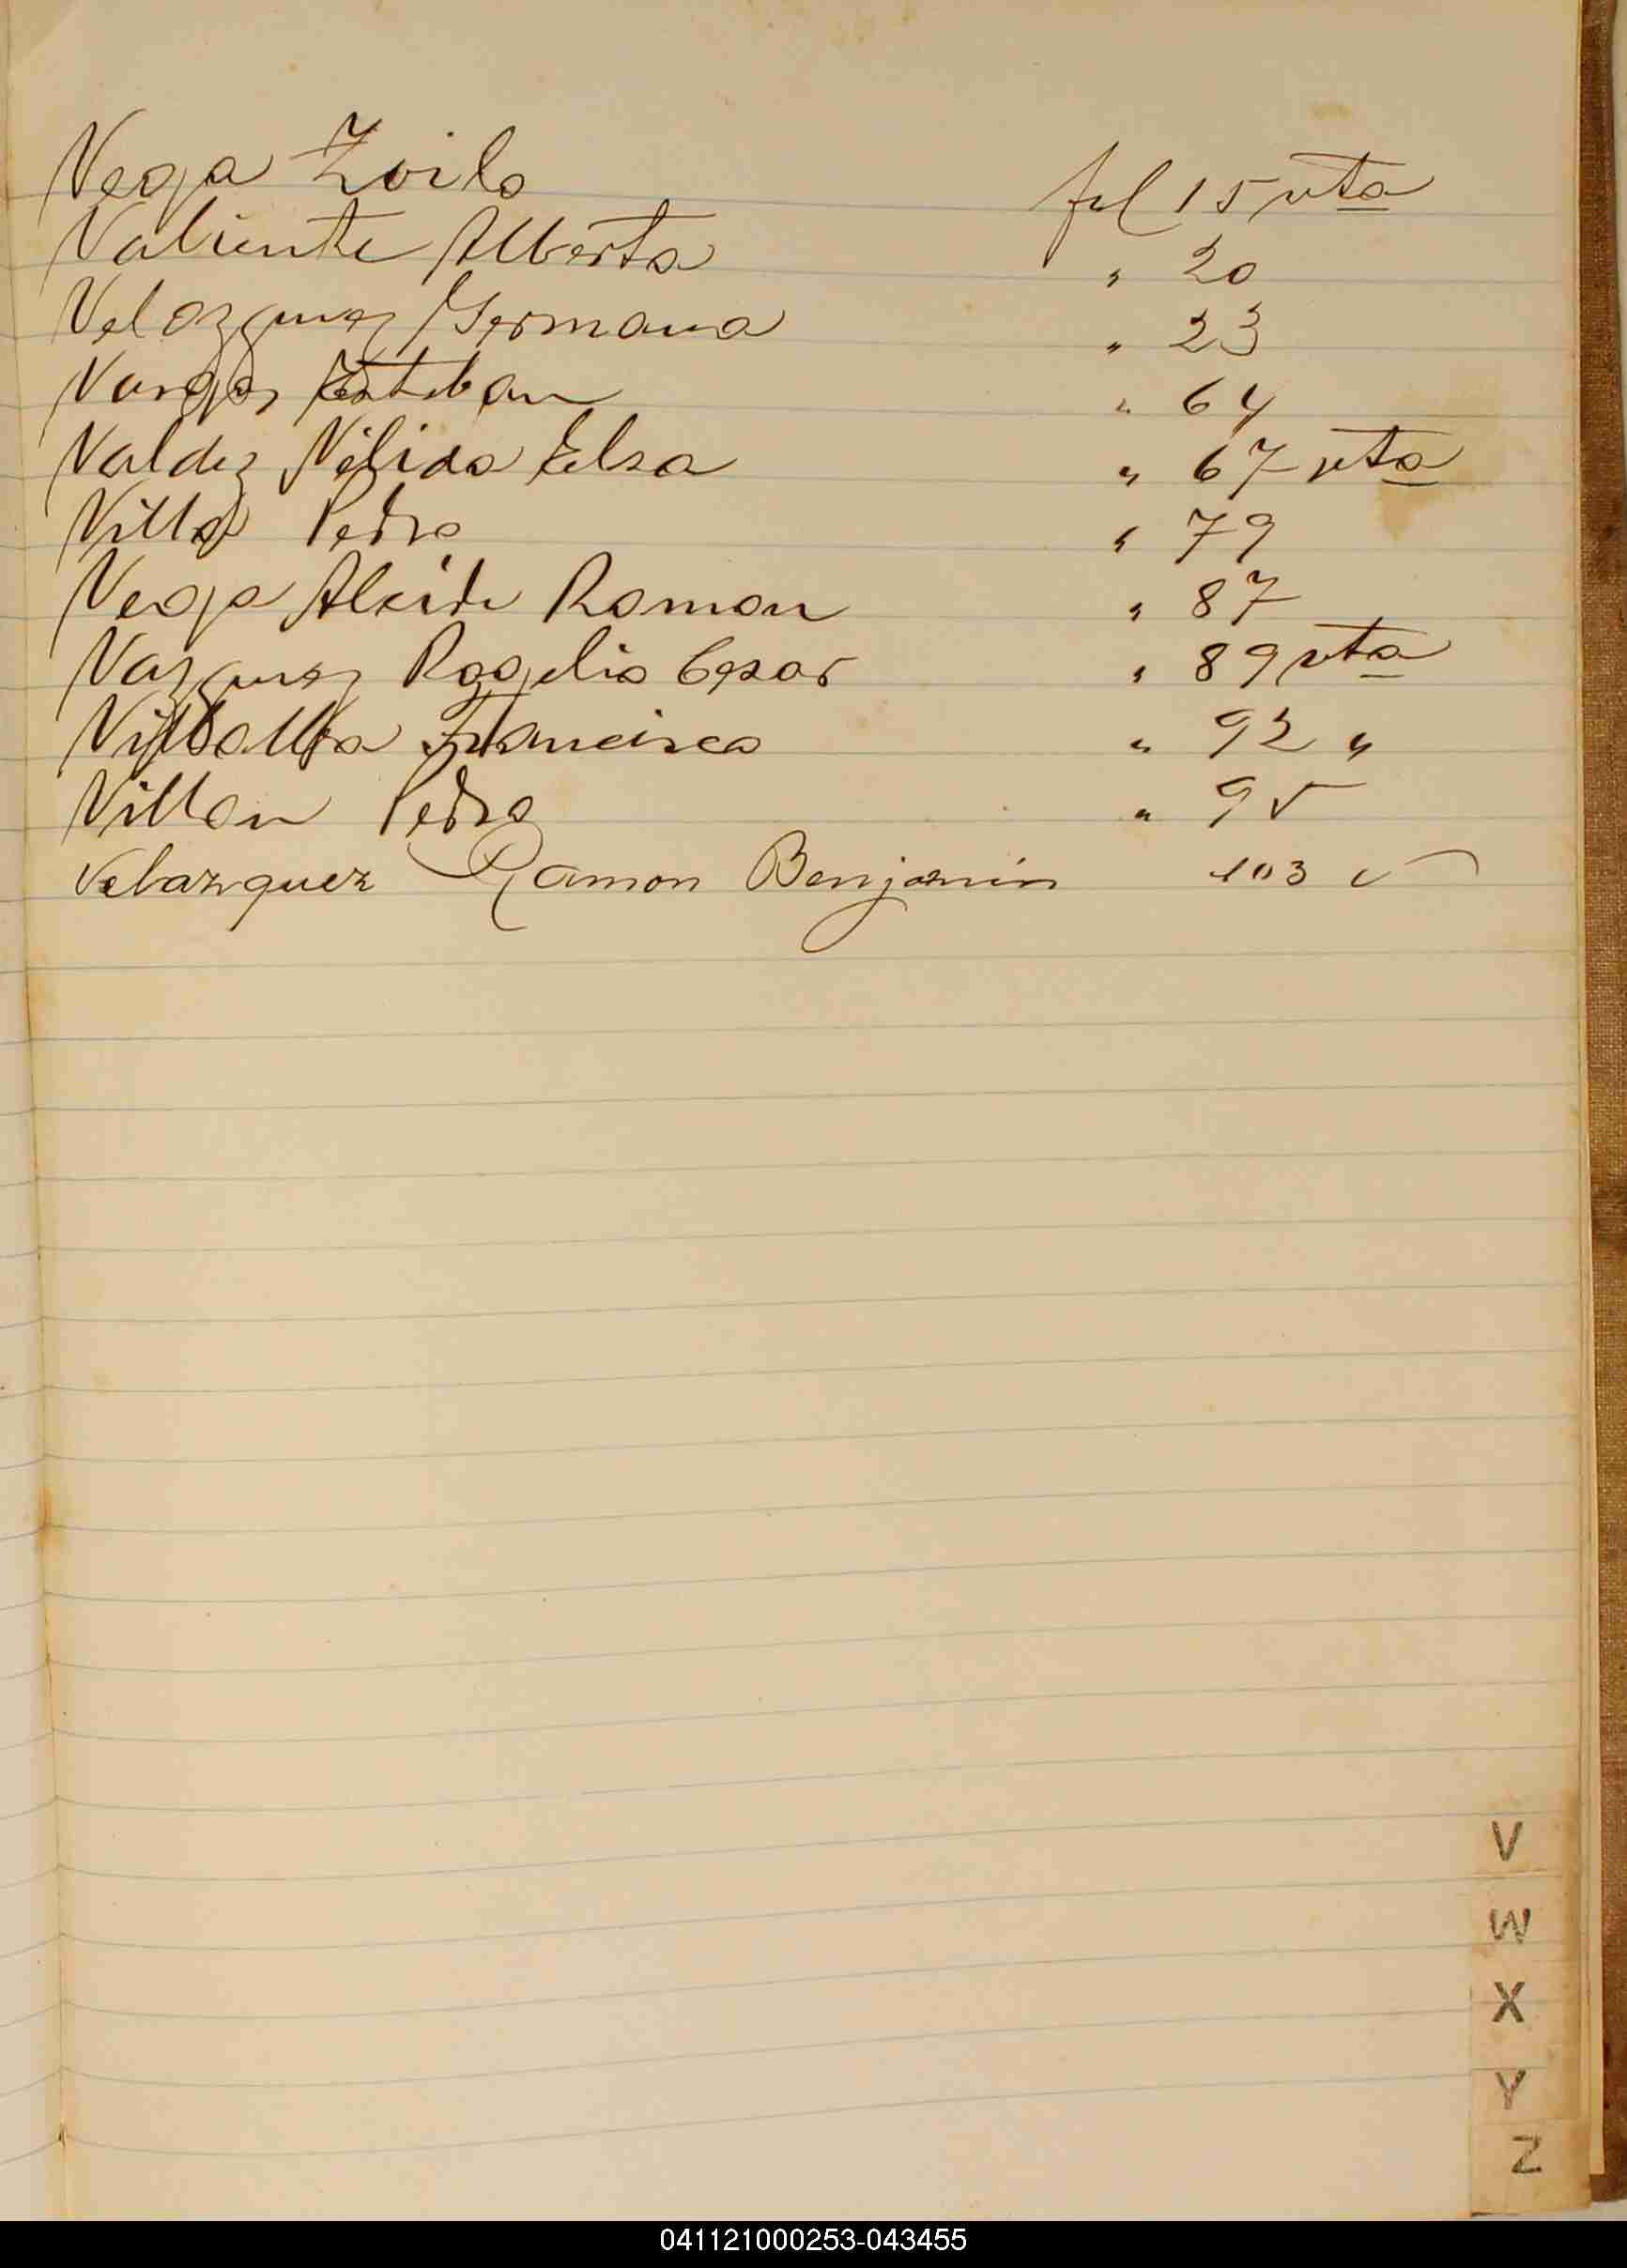 Vega Zoilo fol 15 vta
Valiente Alberta " 20
Velazquez Germana " 23
Vargas Esteban " 64
Valdez Nélida Elsa " 67 vta
Villa Pedro " 79
Vega Alcide Ramon " 87
Vazquez Rogelio Cesar " 89 vta
Villalba Francisca " 92 "
Villan Pedro " 95
Velazquez Ramon Benjamin 103 v
V
W
X
Y
Z
041121000253-043455